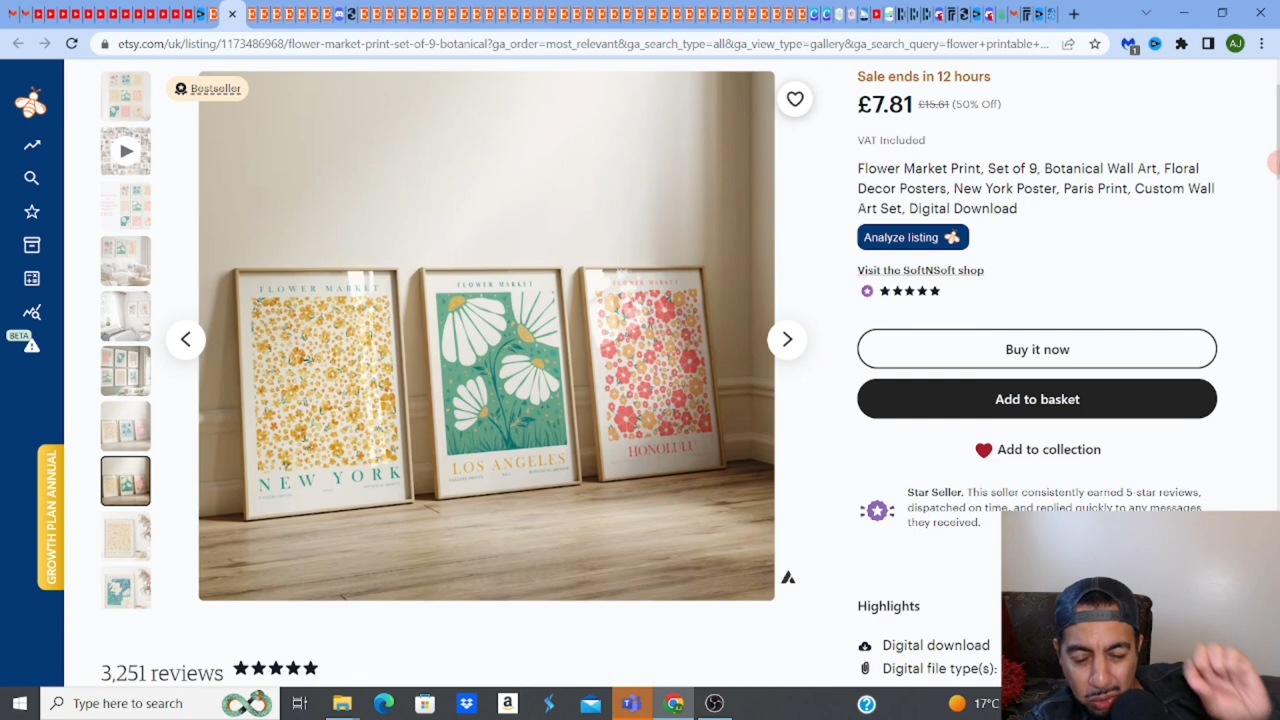 etsy.com/uk/listing/1173486968/flower-market-print-set-of-9-botanical?ga_order=most_relevant&ga_search_type=all&ga_view_type=gallery&ga_search_query=flower+printable+...
1
AJ
Bestseller
Sale ends in 12 hours
£7.81 £15.61 (50% Off)
VAT Included
Flower Market Print, Set of 9, Botanical Wall Art, Floral
Decor Posters, New York Poster, Paris Print, Custom Wall
Art Set, Digital Download
Analyze listing
Visit the SoftNSoft shop
Buy it now
Add to basket
Add to collection
Star Seller. This seller consistently earned 5-star reviews,
dispatched on time, and replied quickly to any messages
they received.
Highlights
Digital download
Digital file type(s):
BETA
GROWTH PLAN ANNUAL
FLOWER MARKET
NEW YORK
FLOWER MARKET
LOS ANGELES
FLOWER MARKET
HONOLULU
3,251 reviews
Type here to search
17°C